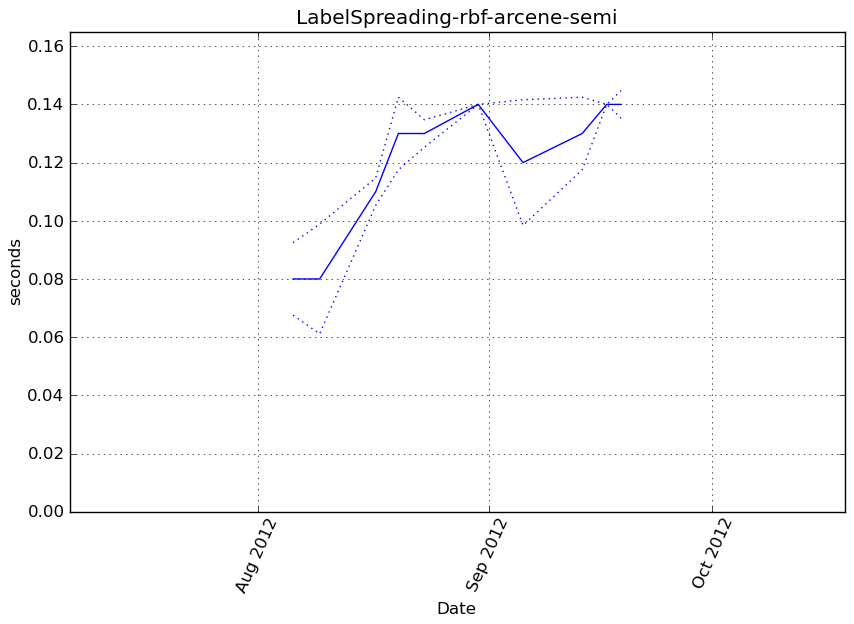 LabelSpreading-rbf-arcene-semi
0.16
0.14
0.12
0.10
0.08
0.06
0.04
0.02
0.00
seconds
Aug 2012
Sep 2012
Oct 2012
Date